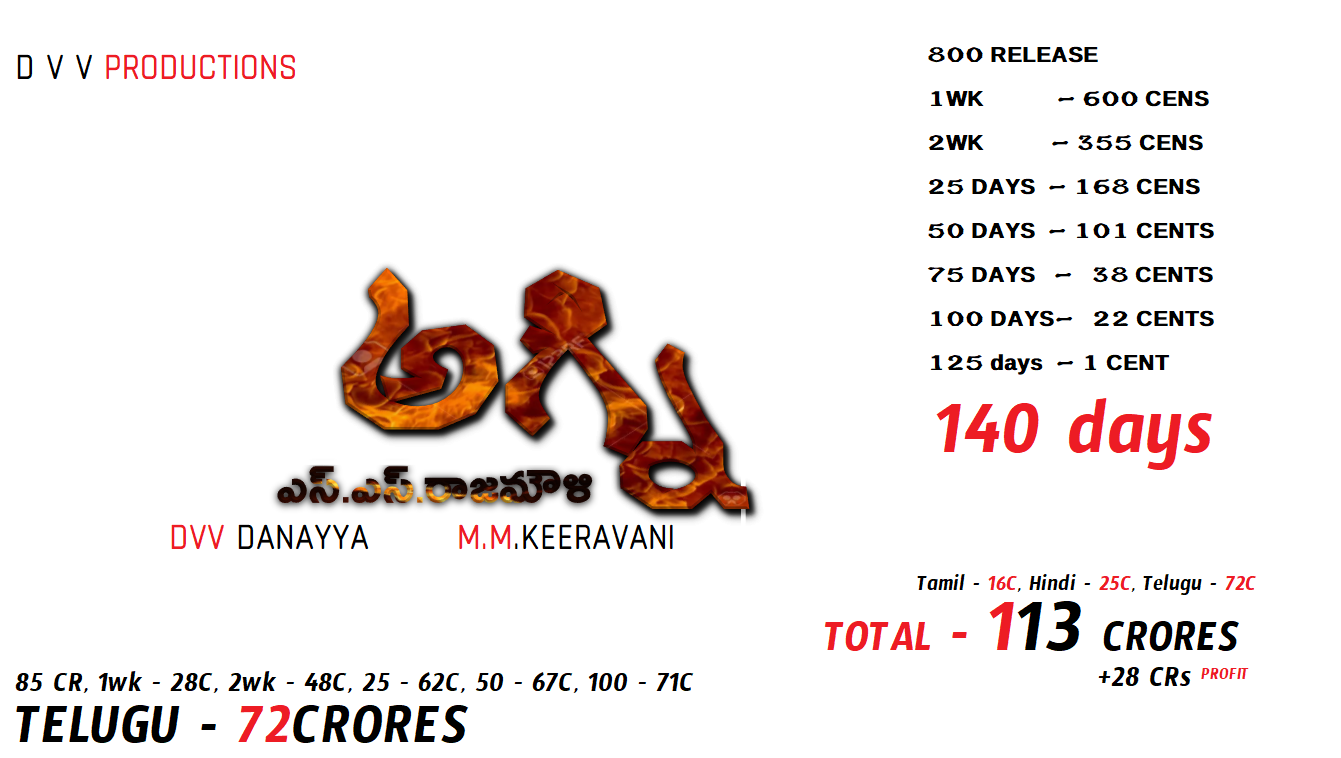 D V V PRODUCTIONS
800 RELEASE
1WK – 600 CENS
2WK – 355 CENS
25 DAYS – 168 CENS
50 DAYS – 101 CENTS
75 DAYS – 38 CENTS
100 DAYS– 22 CENTS
125 days – 1 CENT
140 days
అగ్ని
ఎస్.ఎస్.రాజమౌళి
DVV DANAYYA M.M.KEERAVANI
Tamil - 16C, Hindi - 25C, Telugu - 72C
TOTAL - 113 CRORES
+28 CRs PROFIT
85 CR, 1wk - 28C, 2wk - 48C, 25 - 62C, 50 - 67C, 100 - 71C
TELUGU - 72CRORES